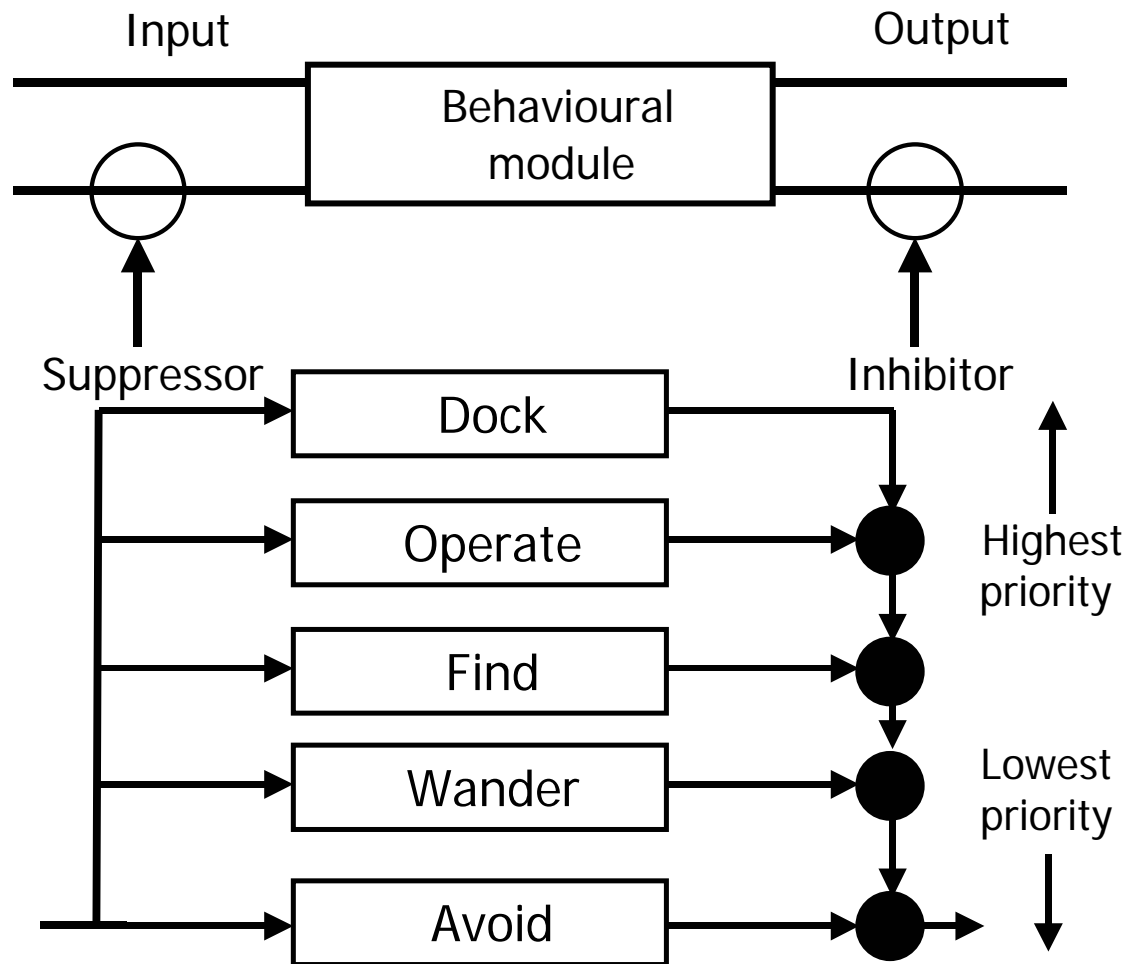 Input
Output
Behavioural
module
Suppressor
Inhibitor
Dock
Operate
Highest
priority
Find
Wander
Lowest
priority
Avoid